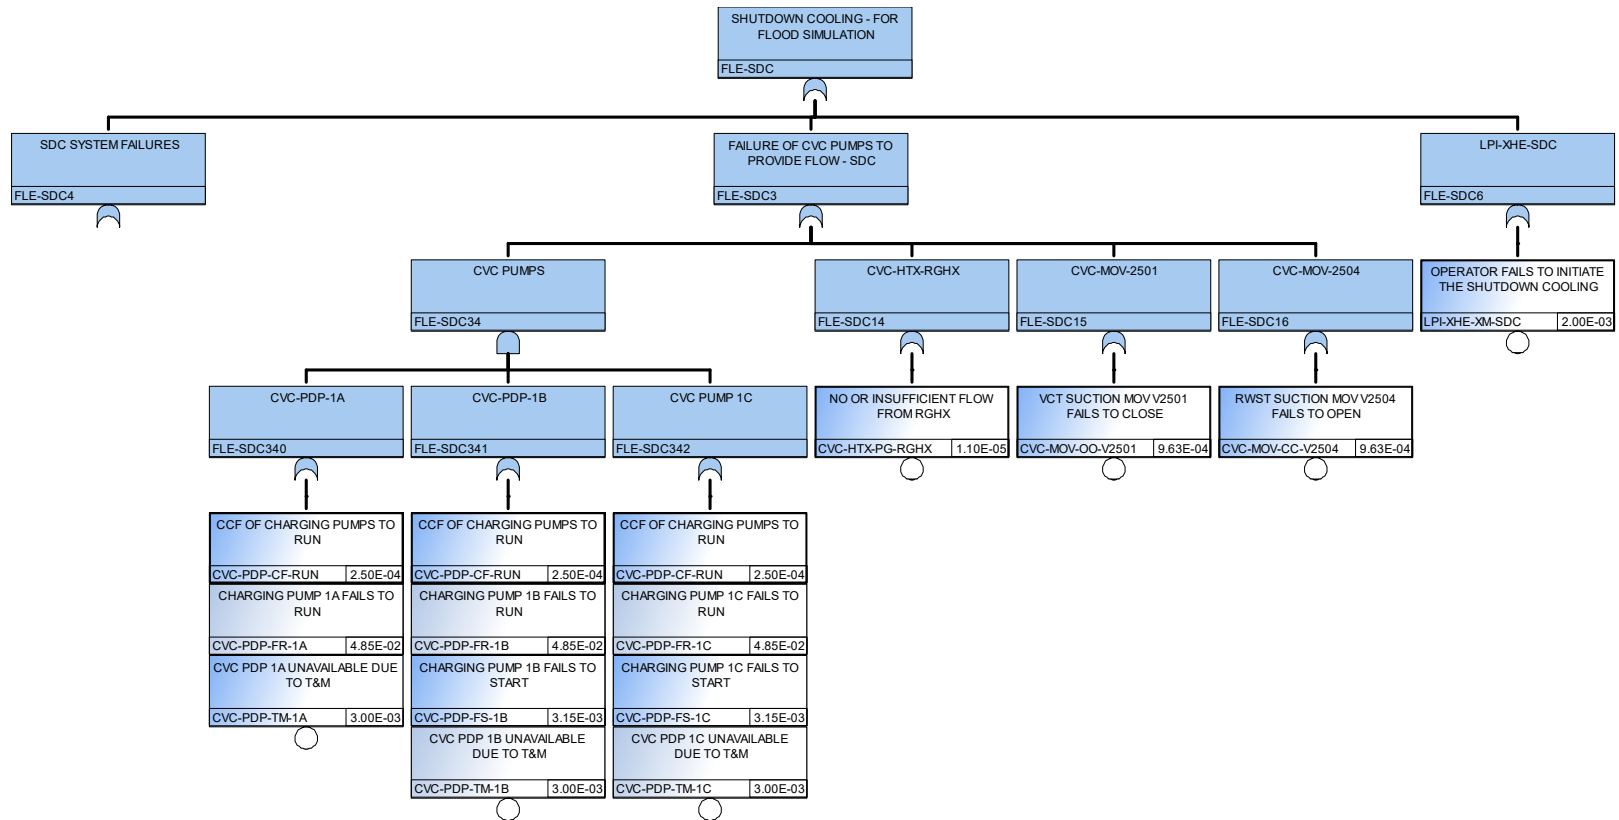 SHUTDOWN COOLING - FOR
FLOOD SIMULATION
FLE-SDC
SDC SYSTEM FAILURES
FLE-SDC4
FAILURE OF CVC PUMPS TO
PROVIDE FLOW - SDC
FLE-SDC3
LPI-XHE-SDC
FLE-SDC6
CVC PUMPS
FLE-SDC34
CVC-HTX-RGHX
FLE-SDC14
CVC-MOV-2501
FLE-SDC15
CVC-MOV-2504
FLE-SDC16
OPERATOR FAILS TO INITIATE
THE SHUTDOWN COOLING
LPI-XHE-XM-SDC 2.00E-03
CVC-PDP-1A
FLE-SDC340
CVC-PDP-1B
FLE-SDC341
CVC PUMP 1C
FLE-SDC342
NO OR INSUFFICIENT FLOW
FROM RGHX
CVC-HTX-PG-RGHX 1.10E-05
VCT SUCTION MOV V2501
FAILS TO CLOSE
CVC-MOV-OO-V2501 9.63E-04
RWST SUCTION MOV V2504
FAILS TO OPEN
CVC-MOV-CC-V2504 9.63E-04
CCF OF CHARGING PUMPS TO
RUN
CVC-PDP-CF-RUN 2.50E-04
CHARGING PUMP 1A FAILS TO
RUN
CVC-PDP-FR-1A 4.85E-02
CVC PDP 1A UNAVAILABLE DUE
TO T&M
CVC-PDP-TM-1A 3.00E-03
CCF OF CHARGING PUMPS TO
RUN
CVC-PDP-CF-RUN 2.50E-04
CHARGING PUMP 1B FAILS TO
RUN
CVC-PDP-FR-1B 4.85E-02
CHARGING PUMP 1B FAILS TO
START
CVC-PDP-FS-1B 3.15E-03
CVC PDP 1B UNAVAILABLE
DUE TO T&M
CVC-PDP-TM-1B 3.00E-03
CCF OF CHARGING PUMPS TO
RUN
CVC-PDP-CF-RUN 2.50E-04
CHARGING PUMP 1C FAILS TO
RUN
CVC-PDP-FR-1C 4.85E-02
CHARGING PUMP 1C FAILS TO
START
CVC-PDP-FS-1C 3.15E-03
CVC PDP 1C UNAVAILABLE
DUE TO T&M
CVC-PDP-TM-1C 3.00E-03